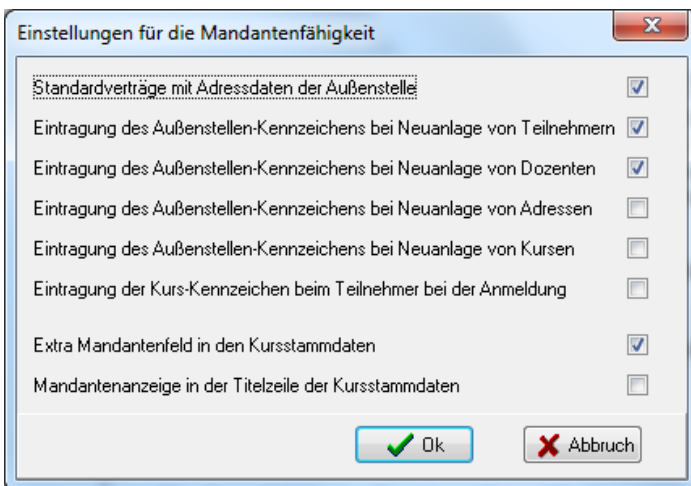 Einstellungen für die Mandantenfähigkeit
Standardverträge mit Adressdaten der Außenstelle
Eintragung des Außenstellen-Kennzeichens bei Neuanlage von Teilnehmern
Eintragung des Außenstellen-Kennzeichens bei Neuanlage von Dozenten
Eintragung des Außenstellen-Kennzeichens bei Neuanlage von Adressen
Eintragung des Außenstellen-Kennzeichens bei Neuanlage von Kursen
Eintragung der Kurs-Kennzeichen beim Teilnehmer bei der Anmeldung
Extra Mandantenfeld in den Kursstammdaten
Mandantenanzeige in der Titelzeile der Kursstammdaten
Ok Abbruch